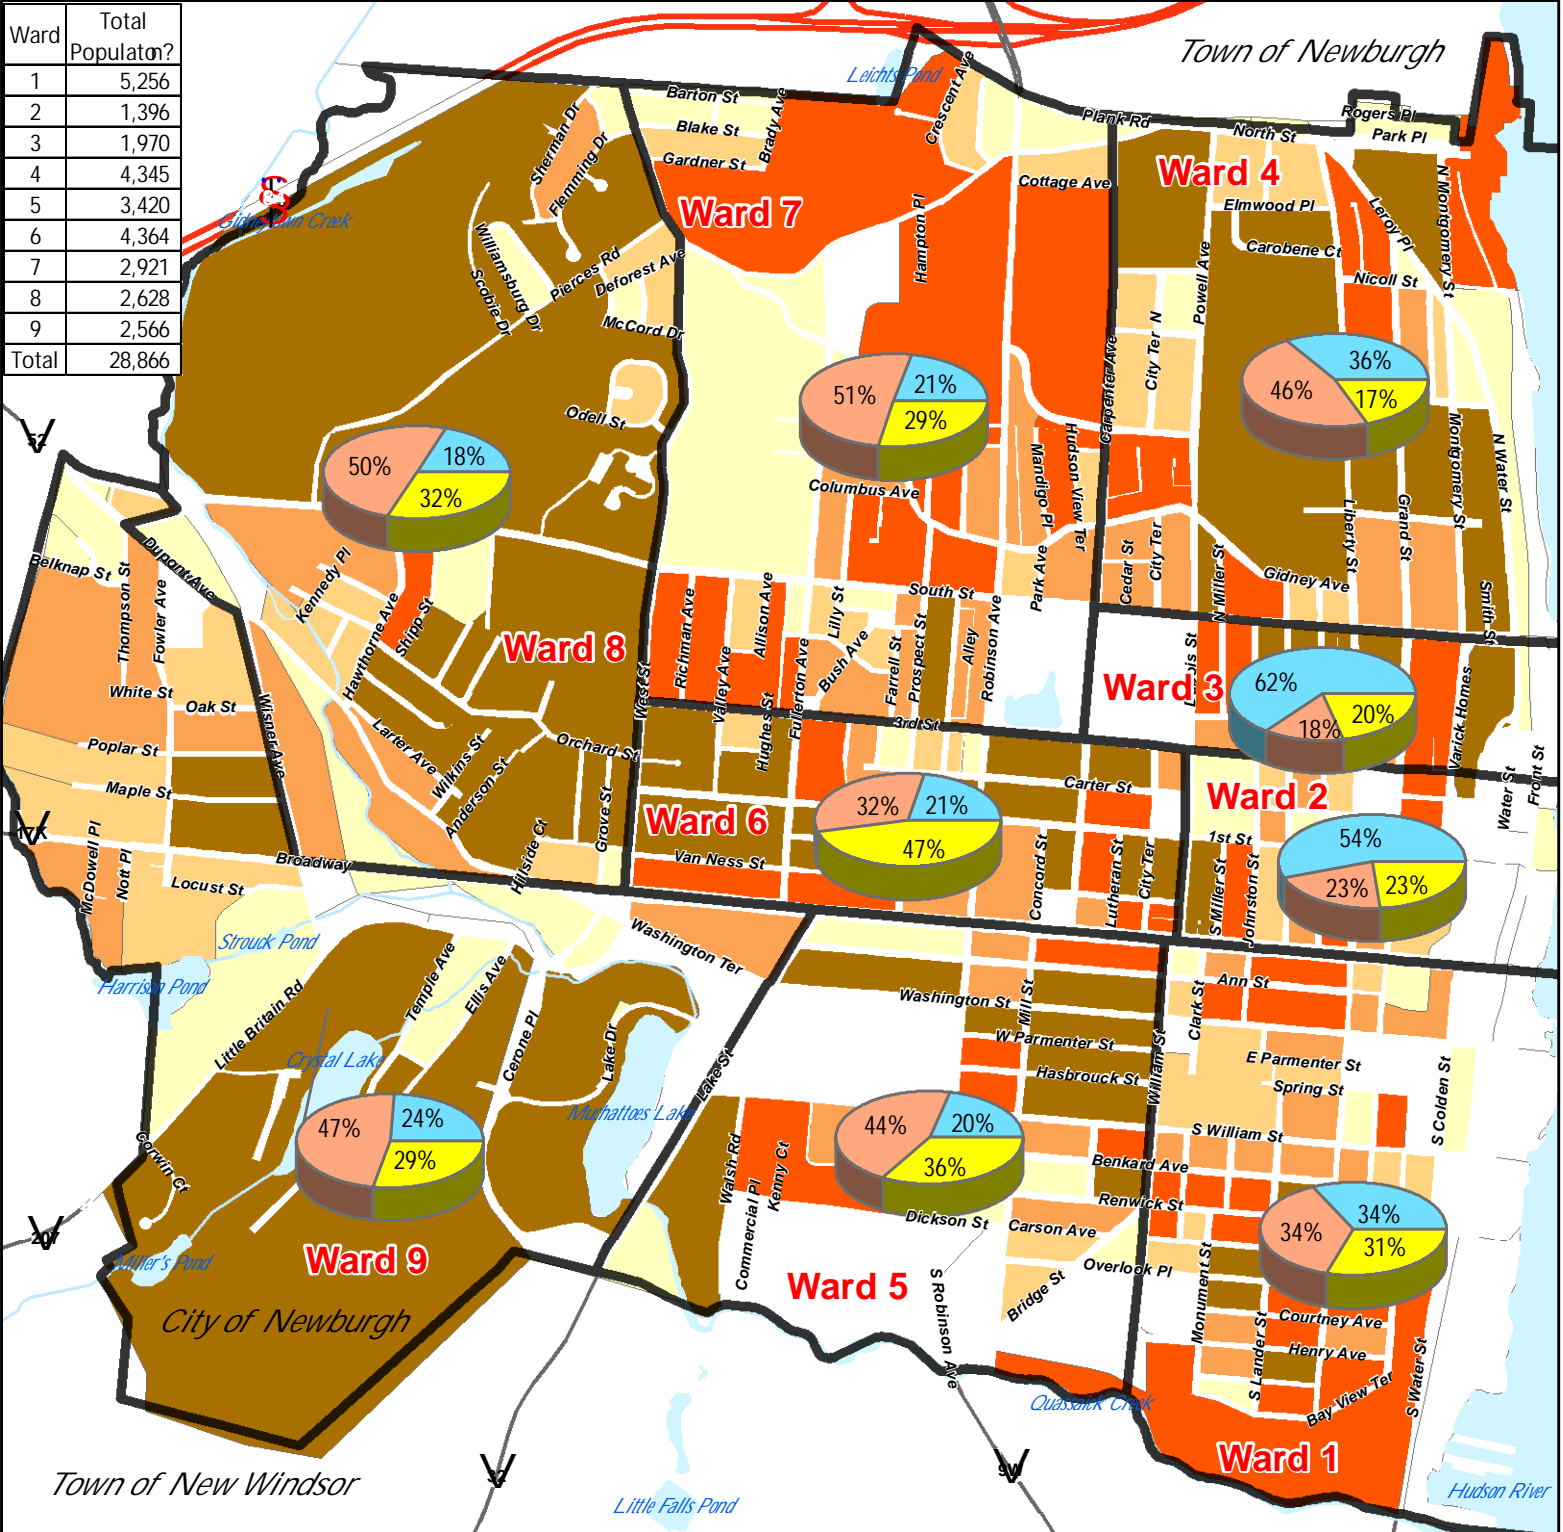 Ward Total Populaton?
1 5,256
2 1,396
3 1,970
4 4,345
5 3,420
6 4,364
7 2,921
8 2,628
9 2,566
Total 28,866
Town of Newburgh
Leichts Pond
Crescent Ave
Barton St
Brady Ave
Blake St
Gardner St
Sherman Dr
Flemming Dr
Plank Rd
North St
Rogers Pl
Park Pl
Ward 4
Cottage Ave
Elmwood Pl
Leroy Pl
N Montgomery St
Ward 7
Hampton Pl
Carobene Ct
Nicoll St
Powell Ave
Gidneytown Creek
Williamsburg Dr
Scobie Dr
Pierces Rd
Deforest Ave
McCord Dr
City Ter N
Carpenter Ave
36%
46%
17%
51%
21%
29%
Odell St
50%
18%
32%
52
Columbus Ave
Mandigo Pl
Hudson View Ter
Montgomery St
N Water St
Liberty St
Grand St
Belknap St
Dupont Ave
Thompson St
Fowler Ave
Kennedy Pl
Hawthorne Ave
Shipp St
Ward 8
Richman Ave
Valley Ave
Allison Ave
Hughes St
Fullerton Ave
Lilly St
Bush Ave
South St
Farrell St
Prospect St
Alley
Robinson Ave
Park Ave
Cedar St
City Ter
N Miller St
Gidney Ave
Smith St
Ward 3
62%
18%
20%
Varick Homes
White St
Oak St
Wisner Ave
West St
3rd St
Poplar St
Larter Ave
Wilkins St
Anderson St
Orchard St
Maple St
Grove St
Hillside Ct
Carter St
Ward 6
32%
21%
47%
Ward 2
1st St
54%
23%
23%
Water St
Front St
17K
McDowell Pl
Nott Pl
Broadway
Locust St
Van Ness St
Concord St
Lutheran St
City Ter
S Miller St
Johnston St
Strouck Pond
Harrison Pond
Washington Ter
Little Britain Rd
Temple Ave
Ellis Ave
Cerone Pl
Lake Dr
Crystal Lake
Washington St
Mill St
W Parmenter St
Hasbrouck St
William St
Clark St
Ann St
E Parmenter St
Spring St
S Colden St
Lake St
47%
24%
29%
44%
20%
36%
S William St
Benkard Ave
Renwick St
Corwin Ct
Walsh Rd
Commercial Pl
Kenny Ct
Dickson St
Carson Ave
Overlook Pl
Bridge St
34%
34%
31%
207
Miller's Pond
Ward 9
Ward 5
City of Newburgh
S Robinson Ave
Monument St
S Lander St
Courtney Ave
Henry Ave
Bay View Ter
S Water St
Quassaick Creek
Ward 1
Town of New Windsor
32
9W
Little Falls Pond
Hudson River